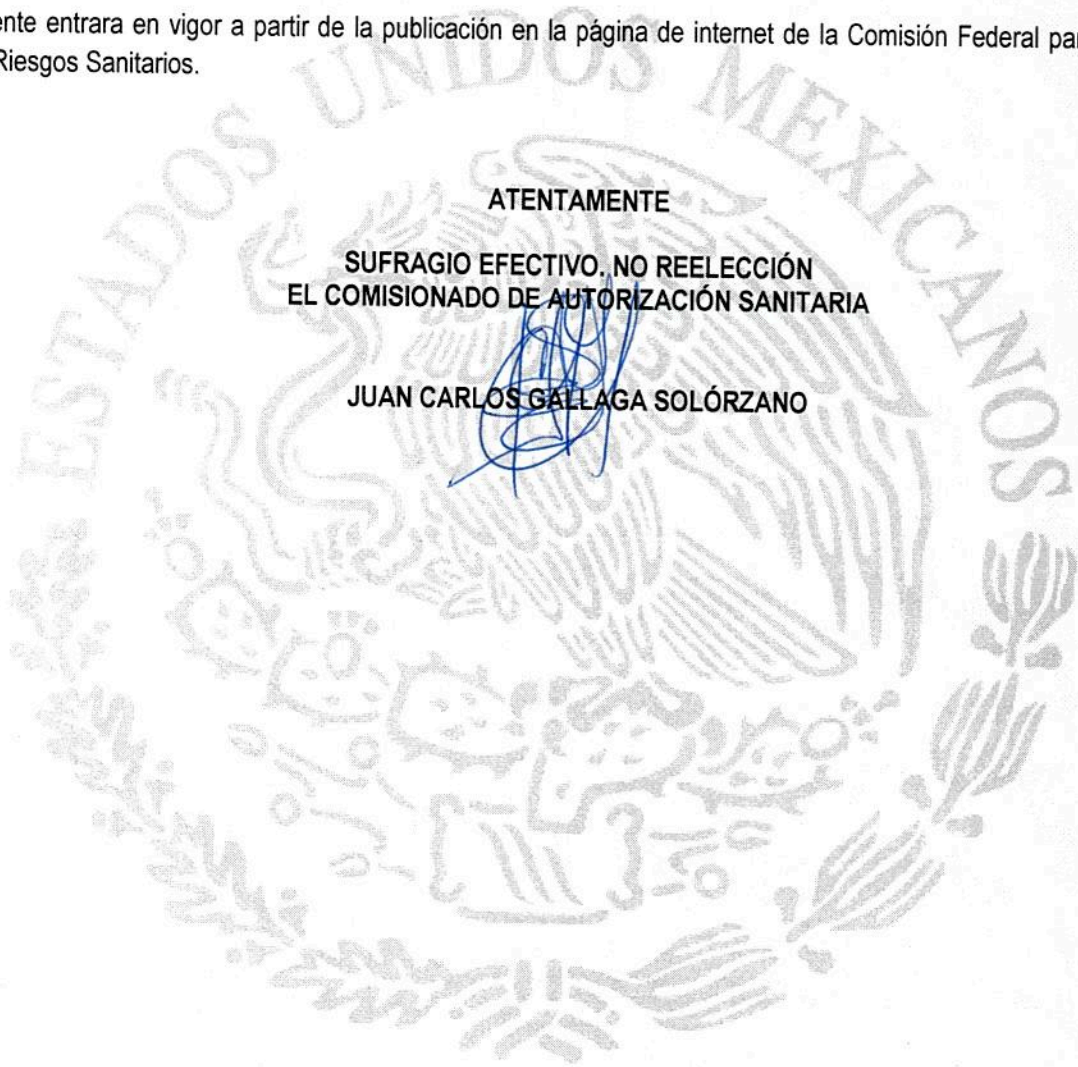 ente entrara en vigor a partir de la publicación en la página de internet de la Comisión Federal par
Riesgos Sanitarios.
ESTADOS UNIDOS MEXICANOS
ATENTAMENTE
SUFRAGIO EFECTIVO. NO REELECCIÓN
EL COMISIONADO DE AUTORIZACIÓN SANITARIA
JUAN CARLOS GALLAGA SOLÓRZANO